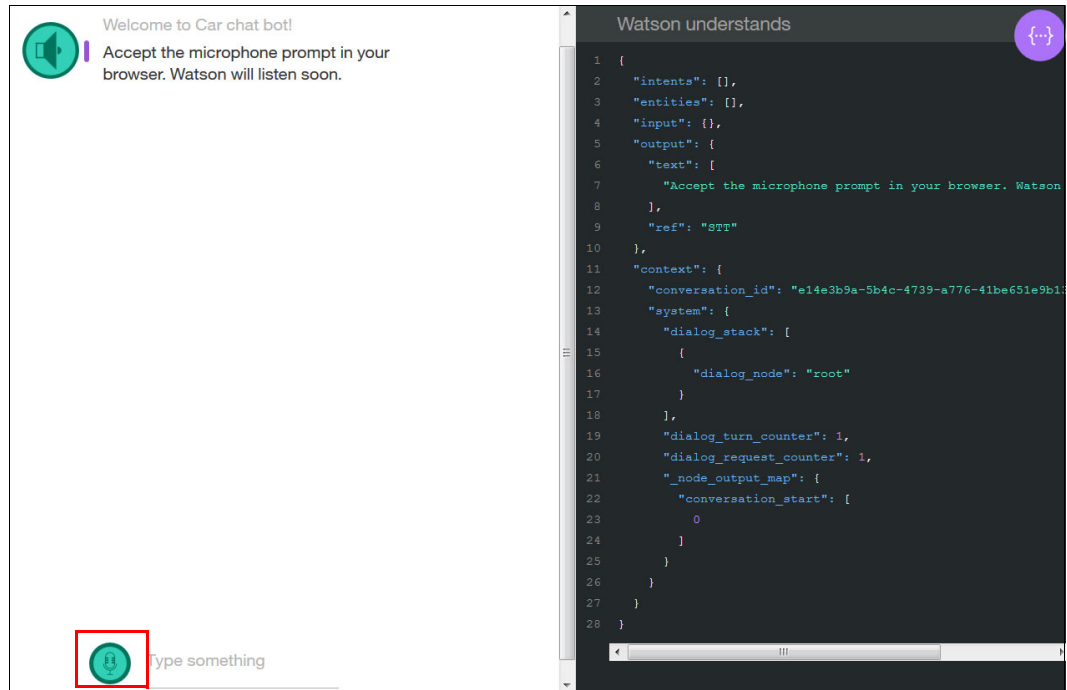 Welcome to Car chat bot!
Accept the microphone prompt in your
browser. Watson will listen soon.
Type something
Watson understands
{...}
1 {
2 "intents": [],
3 "entities": [],
4 "input": {},
5 "output": {
6 "text": [
7 "Accept the microphone prompt in your browser. Watson
8 ],
9 "ref": "STT"
10 },
11 "context": {
12 "conversation_id": "e14e3b9a-5b4c-4739-a776-41be651e9b13
13 "system": {
14 "dialog_stack": [
15 {
16 "dialog_node": "root"
17 }
18 ],
19 "dialog_turn_counter": 1,
20 "dialog_request_counter": 1,
21 "_node_output_map": {
22 "conversation_start": [
23 0
24 ]
25 }
26 }
27 }
28 }